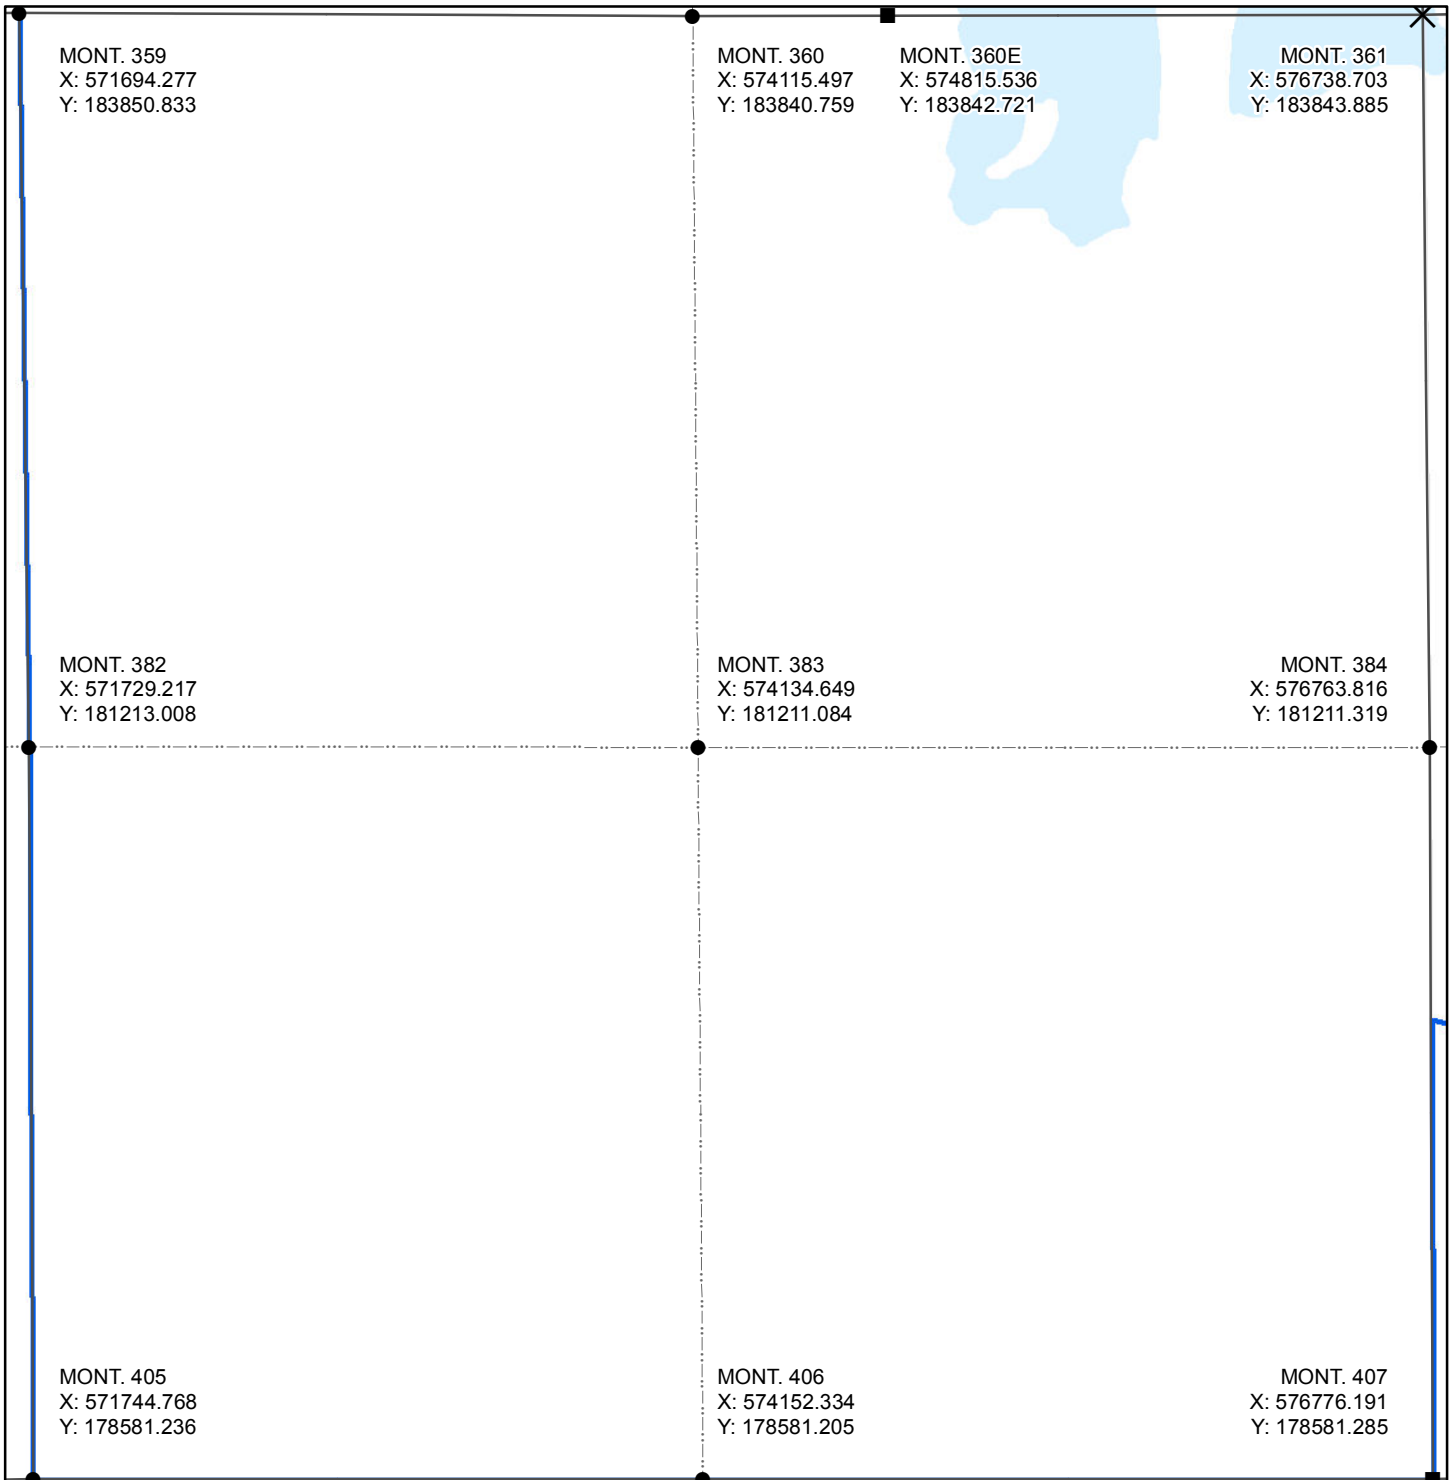 MONT. 359
X: 571694.277
Y: 183850.833
MONT. 360
X: 574115.497
Y: 183840.759
MONT. 360E
X: 574815.536
Y: 183842.721
MONT. 361
X: 576738.703
Y: 183843.885
MONT. 382
X: 571729.217
Y: 181213.008
MONT. 383
X: 574134.649
Y: 181211.084
MONT. 384
X: 576763.816
Y: 181211.319
MONT. 405
X: 571744.768
Y: 178581.236
MONT. 406
X: 574152.334
Y: 178581.205
MONT. 407
X: 576776.191
Y: 178581.285